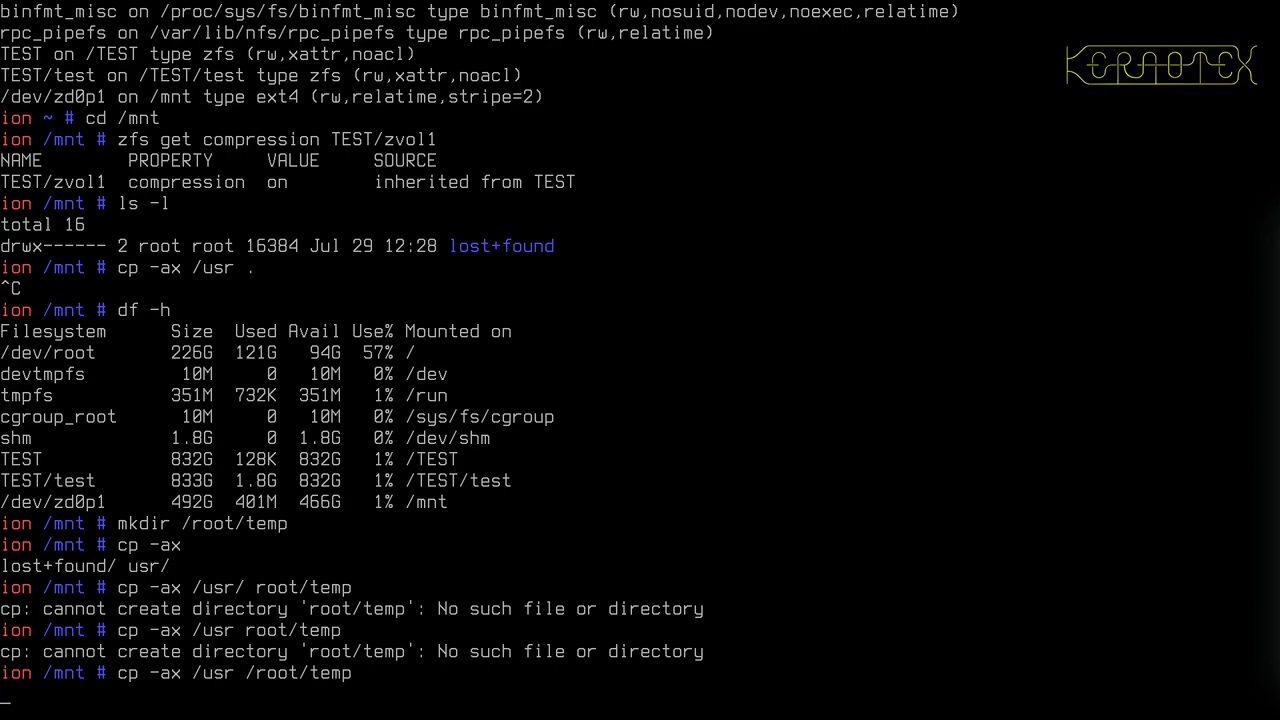 binfmt_misc on /proc/sys/fs/binfmt_misc type binfmt_misc (rw,nosuid,nodev,noexec,relatime)
rpc_pipefs on /var/lib/nfs/rpc_pipefs type rpc_pipefs (rw,relatime)
TEST on /TEST type zfs (rw,xattr,noacl)
TEST/test on /TEST/test type zfs (rw,xattr,noacl)
/dev/zd0p1 on /mnt type ext4 (rw,relatime,stripe=2)
ion ~ # cd /mnt
ion /mnt # zfs get compression TEST/zvol1
NAME        PROPERTY     VALUE     SOURCE
TEST/zvol1  compression  on        inherited from TEST
ion /mnt # ls -l
total 16
drwx------ 2 root root 16384 Jul 29 12:28 lost+found
ion /mnt # cp -ax /usr .
^C
ion /mnt # df -h
Filesystem      Size  Used Avail Use% Mounted on
/dev/root       226G  121G   94G  57% /
devtmpfs         10M     0   10M   0% /dev
tmpfs           351M  732K  351M   1% /run
cgroup_root      10M     0   10M   0% /sys/fs/cgroup
shm             1.8G     0  1.8G   0% /dev/shm
TEST            832G  128K  832G   1% /TEST
TEST/test       833G  1.8G  832G   1% /TEST/test
/dev/zd0p1      492G  401M  466G   1% /mnt
ion /mnt # mkdir /root/temp
ion /mnt # cp -ax
lost+found/ usr/
ion /mnt # cp -ax /usr/ root/temp
cp: cannot create directory 'root/temp': No such file or directory
ion /mnt # cp -ax /usr root/temp
cp: cannot create directory 'root/temp': No such file or directory
ion /mnt # cp -ax /usr /root/temp